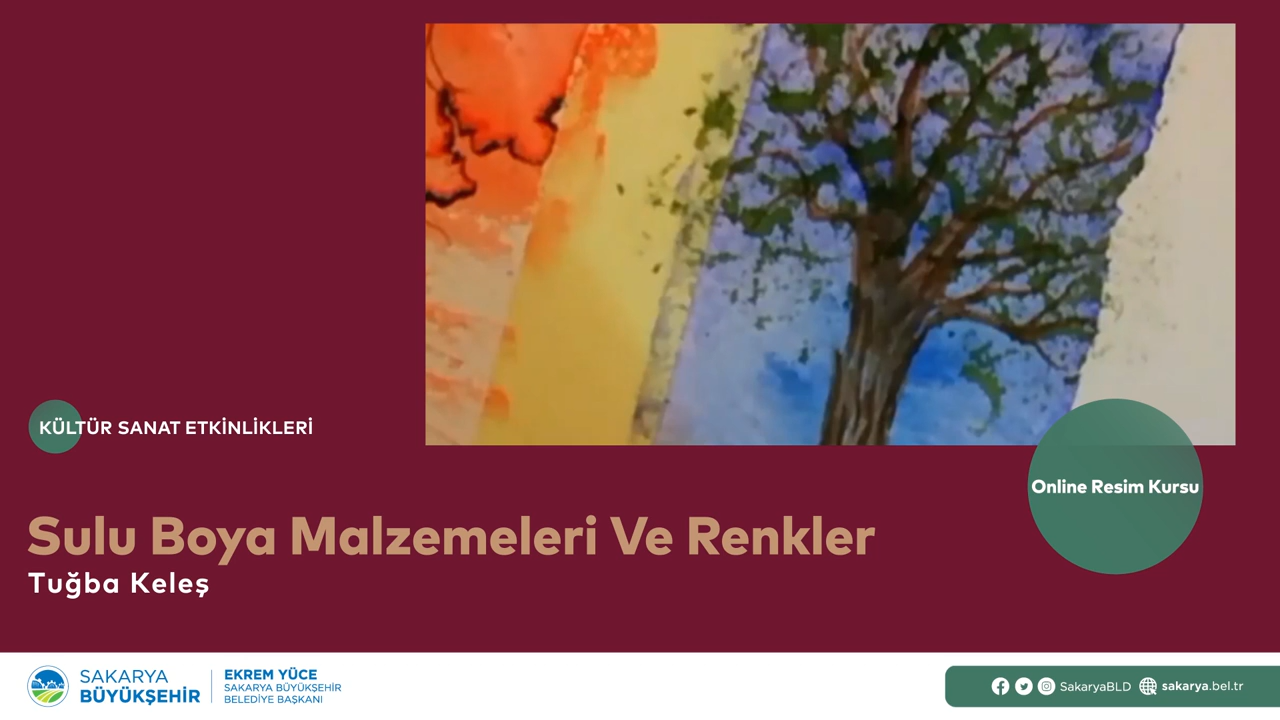 KÜLTÜR SANAT ETKİNLİKLERİ
Online Resim Kursu
Sulu Boya Malzemeleri Ve Renkler
Tuğba Keleş
SAKARYA
BÜYÜKŞEHİR
EKREM YÜCE
SAKARYA BÜYÜKŞEHİR
BELEDİYE BAŞKANI
SakaryaBLD
sakarya.bel.tr